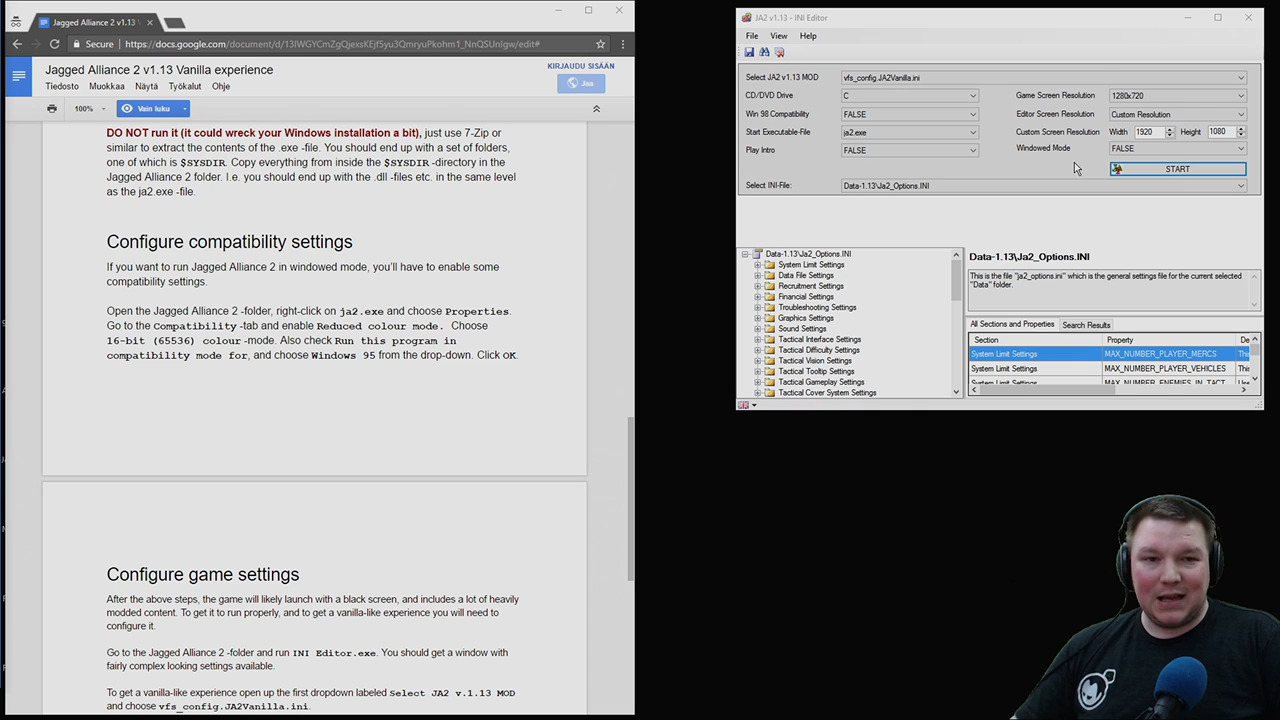 Jagged Alliance 2 v1.13
Secure
https://docs.google.com/document/d/13IWGYCmZgQjexsKEjf5yu3QmryuPkohm1_NnQSUnlgw/edit#
Jagged Alliance 2 v1.13 Vanilla experience
KIRJAUDU SISÄÄN
Jaa
Tiedosto Muokkaa Näytä Työkalut Ohje
100% Vain luku
DO NOT run it (it could wreck your Windows installation a bit), just use 7-Zip or
similar to extract the contents of the .exe -file. You should end up with a set of folders,
one of which is $SYSDIR. Copy everything from inside the $SYSDIR -directory in the
Jagged Alliance 2 folder. I.e. you should end up with the .dll -files etc. in the same level
as the ja2.exe -file.
Configure compatibility settings
If you want to run Jagged Alliance 2 in windowed mode, you'll have to enable some
compatibility settings.
Open the Jagged Alliance 2 -folder, right-click on ja2.exe and choose Properties.
Go to the Compatibility -tab and enable Reduced colour mode. Choose
16-bit (65536) colour -mode. Also check Run this program in
compatibility mode for, and choose Windows 95 from the drop-down. Click OK.
Configure game settings
After the above steps, the game will likely launch with a black screen, and includes a lot of heavily
modded content. To get it to run properly, and to get a vanilla-like experience you will need to
configure it.
Go to the Jagged Alliance 2 -folder and run INI Editor.exe. You should get a window with
fairly complex looking settings available.
To get a vanilla-like experience open up the first dropdown labeled Select JA2 v.1.13 MOD
and choose vfs_config.JA2Vanilla.ini.
JA2 v1.13 - INI Editor
File View Help
Select JA2 v1.13 MOD vfs_config.JA2Vanilla.ini
CD/DVD Drive C Game Screen Resolution 1280x720
Win 98 Compatibility FALSE Editor Screen Resolution Custom Resolution
Start Executable-File ja2.exe Custom Screen Resolution Width 1920 Height 1080
Play Intro FALSE Windowed Mode FALSE
START
Select INI-File: Data-1.13\Ja2_Options.INI
Data-1.13\Ja2_Options.INI
System Limit Settings
Data File Settings
Recruitment Settings
Financial Settings
Troubleshooting Settings
Graphics Settings
Sound Settings
Tactical Interface Settings
Tactical Difficulty Settings
Tactical Vision Settings
Tactical Tooltip Settings
Tactical Gameplay Settings
Tactical Cover System Settings
Data-1.13\Ja2_Options.INI
This is the file "ja2_options.ini" which is the general settings file for the current selected
"Data" folder.
All Sections and Properties Search Results
Section Property De
System Limit Settings MAX_NUMBER_PLAYER_MERCS This
System Limit Settings MAX_NUMBER_PLAYER_VEHICLES This
System Limit Settings MAX_NUMBER_ENEMIES_IN_TACT